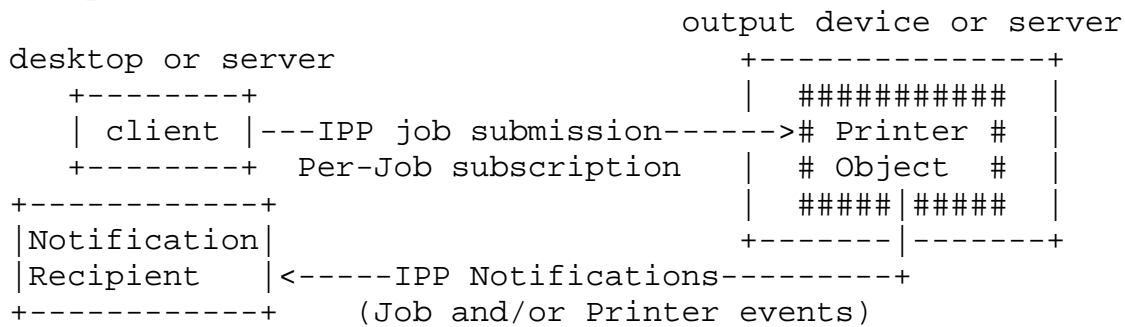 output device or server
desktop or server +---------------+
+--------+ | ########### |
| client |---IPP job submission------># Printer # |
+--------+ Per-Job subscription | # Object # |
+------------+ | #####|##### |
|Notification| +-------|-------+
|Recipient |<-----IPP Notifications---------+
+------------+ (Job and/or Printer events)